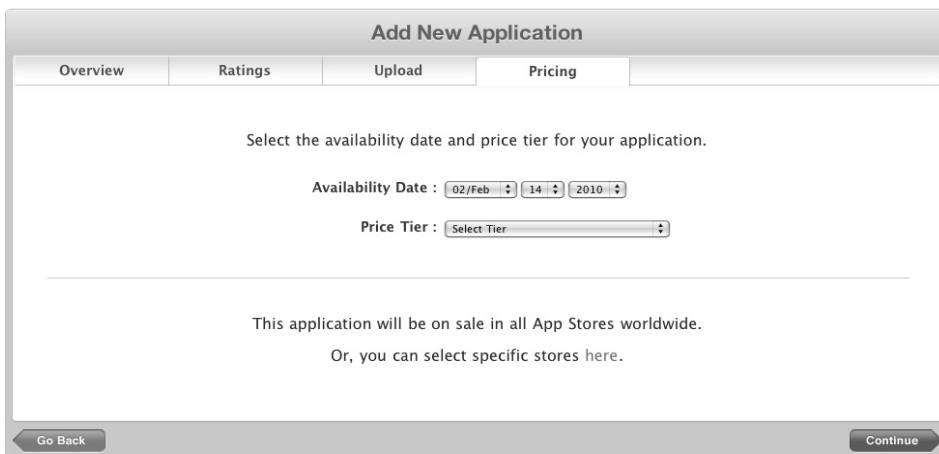 Add New Application
Overview Ratings Upload Pricing
Select the availability date and price tier for your application.
Availability Date : 02/Feb 14 2010
Price Tier : Select Tier
This application will be on sale in all App Stores worldwide.
Or, you can select specific stores here.
Go Back Continue